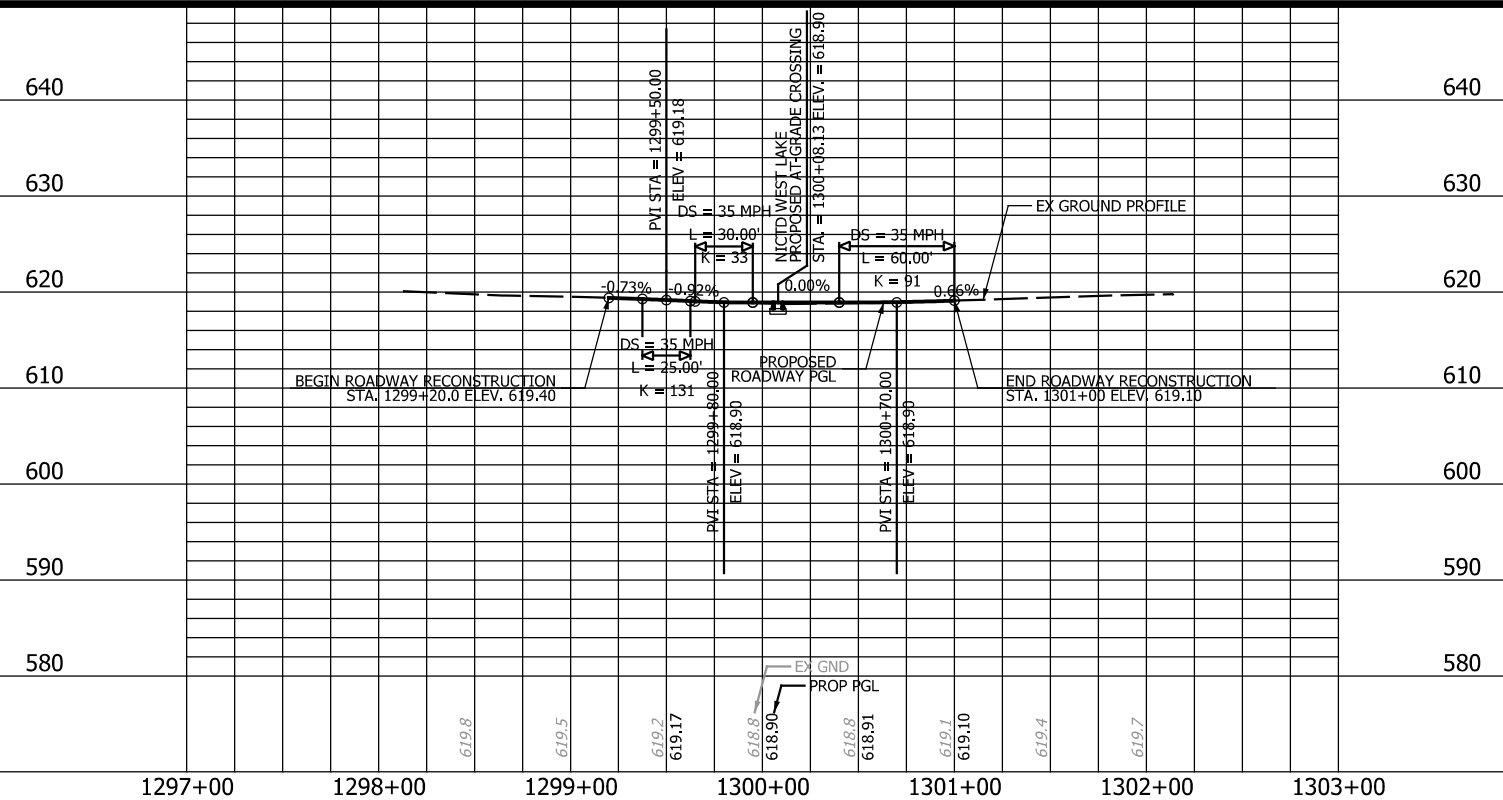 640
640
630
630
620
620
610
610
600
600
590
590
580
580
PVI STA = 1299+50.00
ELEV = 619.18
NICTD WEST LAKE
PROPOSED AT-GRADE CROSSING
STA. = 1300+08.13 ELEV. = 618.90
DS = 35 MPH
L = 30.00'
K = 33
DS = 35 MPH
L = 60.00'
K = 91
EX GROUND PROFILE
-0.73%
-0.92%
0.00%
0.66%
DS = 35 MPH
L = 25.00'
K = 131
BEGIN ROADWAY RECONSTRUCTION
STA. 1299+20.0 ELEV. 619.40
PROPOSED
ROADWAY PGL
END ROADWAY RECONSTRUCTION
STA. 1301+00 ELEV. 619.10
PVI STA = 1299+80.00
ELEV = 618.90
PVI STA = 1300+70.00
ELEV = 618.90
EX GND
PROP PGL
619.8
619.5
619.2
619.17
618.8
618.90
618.8
618.91
619.1
619.10
619.4
619.7
1297+00
1298+00
1299+00
1300+00
1301+00
1302+00
1303+00